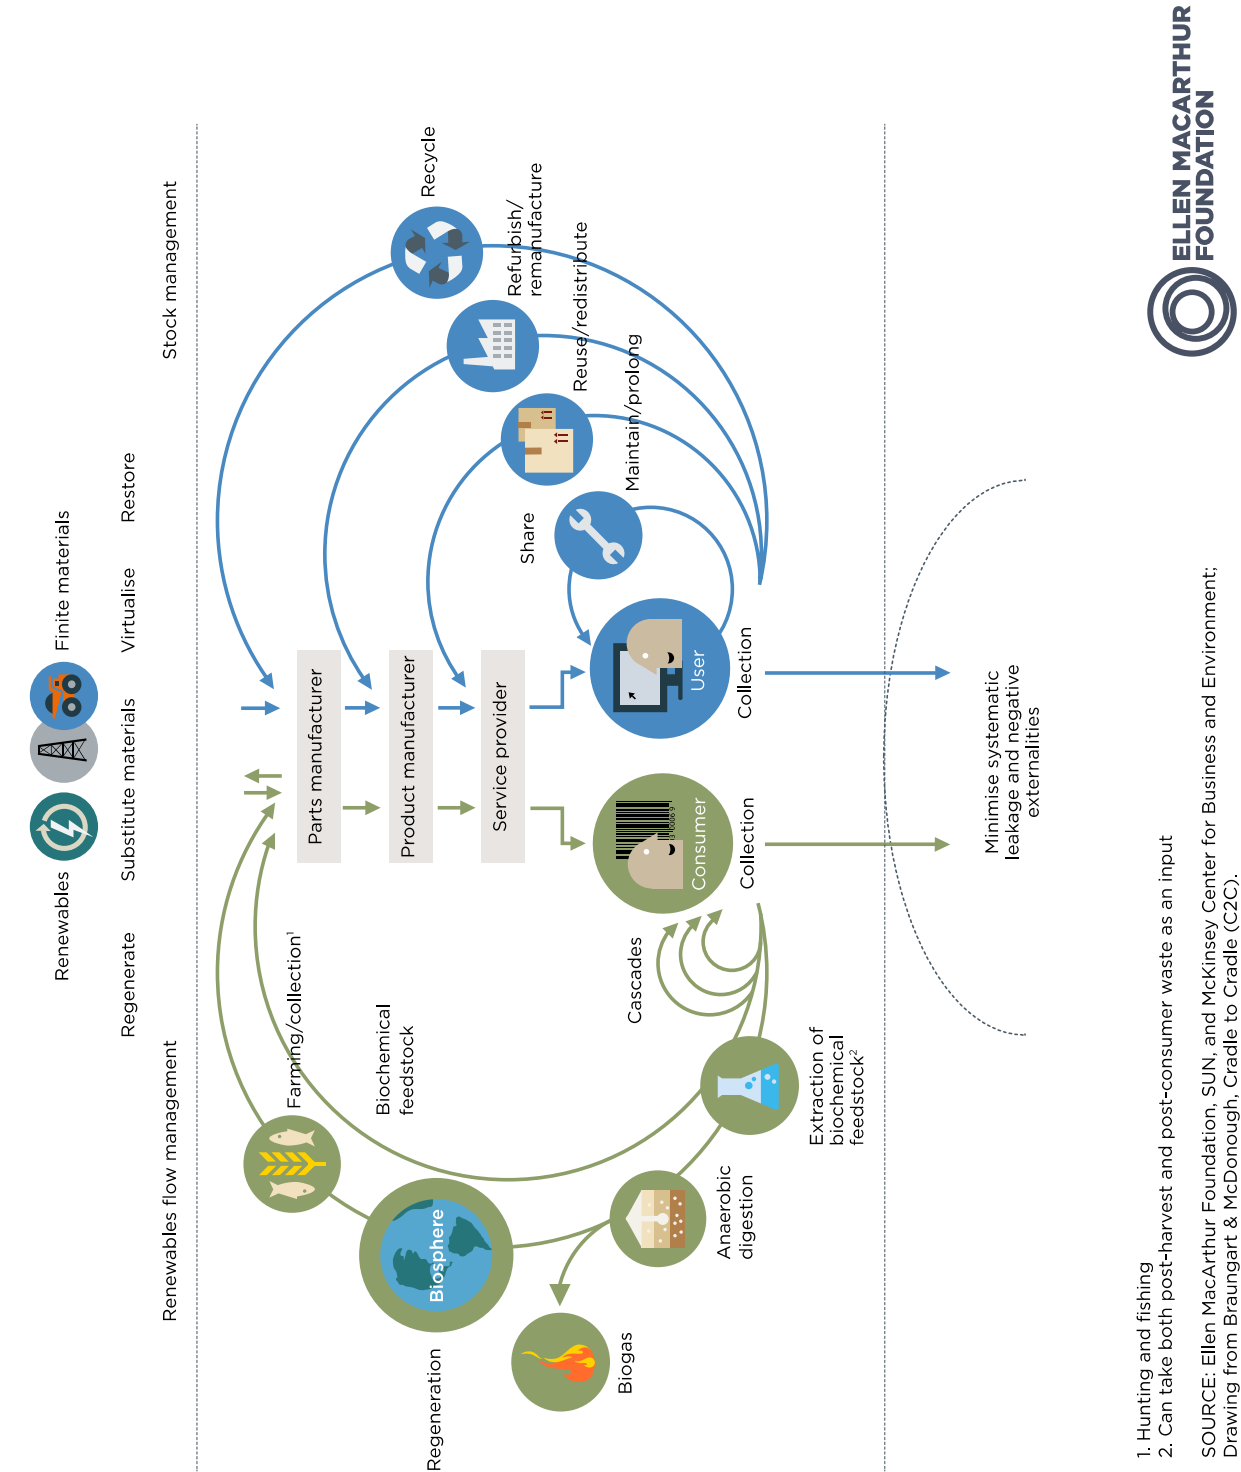 Renewables
Finite materials
Regenerate
Substitute materials
Virtualise
Restore
Renewables flow management
Stock management
Farming/collection1
Parts manufacturer
Biochemical
feedstock
Product manufacturer
Recycle
Regeneration
Biosphere
Service provider
Share
Refurbish/
remanufacture
Reuse/redistribute
Maintain/prolong
Biogas
Cascades
Consumer
User
Anaerobic
digestion
Collection
Collection
Extraction of
biochemical
feedstock2
Minimise systematic
leakage and negative
externalities
1. Hunting and fishing
2. Can take both post-harvest and post-consumer waste as an input
SOURCE: Ellen MacArthur Foundation, SUN, and McKinsey Center for Business and Environment;
Drawing from Braungart & McDonough, Cradle to Cradle (C2C).
ELLEN MACARTHUR
FOUNDATION